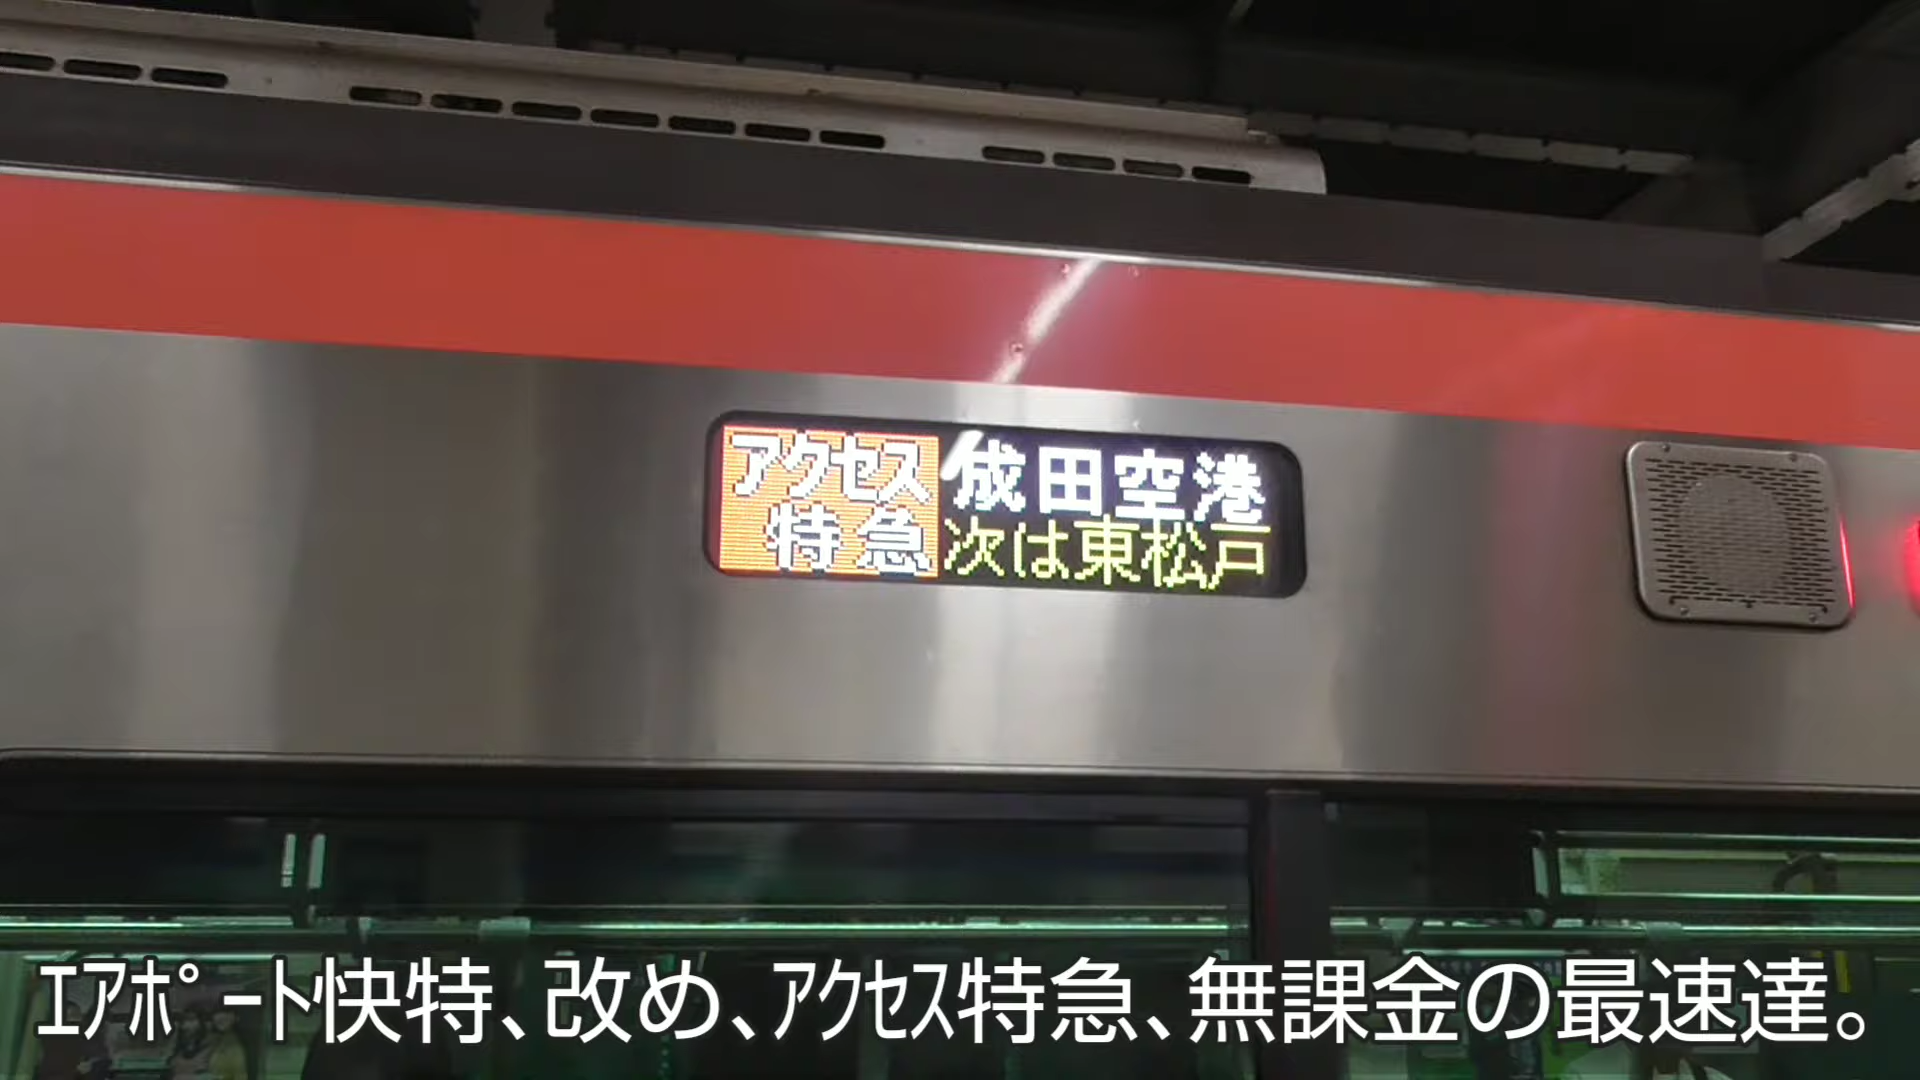 アクセス
特急
成田空港
次は東松戸
ｴｱﾎﾟｰﾄ快特､改め､ｱｸｾｽ特急､無課金の最速達｡